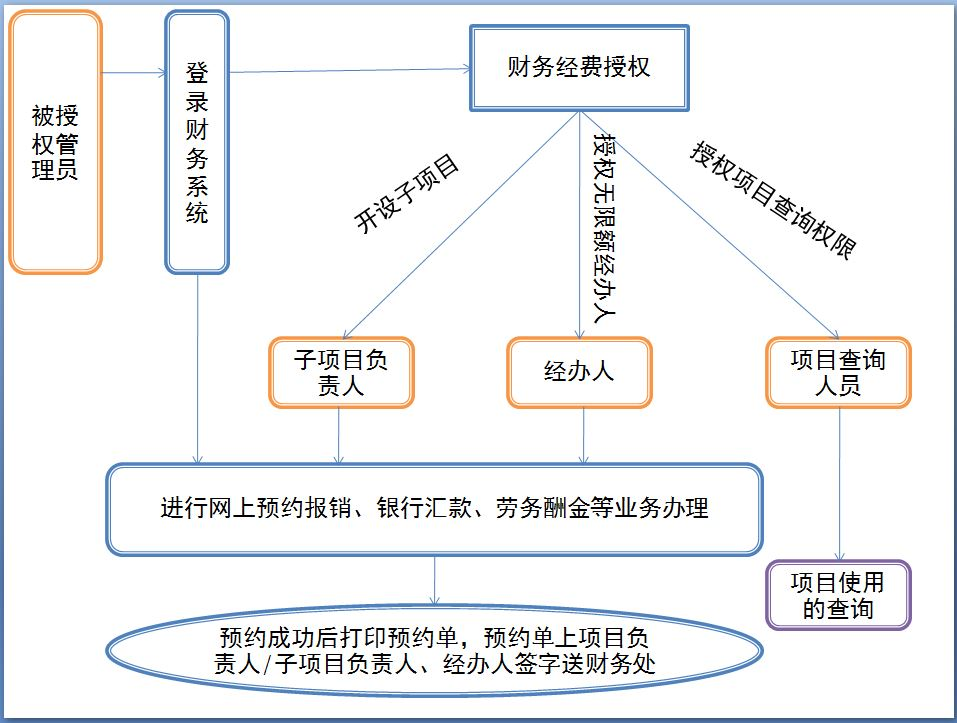 被授
权管
理员
登
录
财
务
系
统
财务经费授权
开设子项目
授权无限额经办人
授权项目查询权限
子项目负
责人
经办人
项目查询
人员
进行网上预约报销、银行汇款、劳务酬金等业务办理
项目使用
的查询
预约成功后打印预约单，预约单上项目负
责人/子项目负责人、经办人签字送财务处